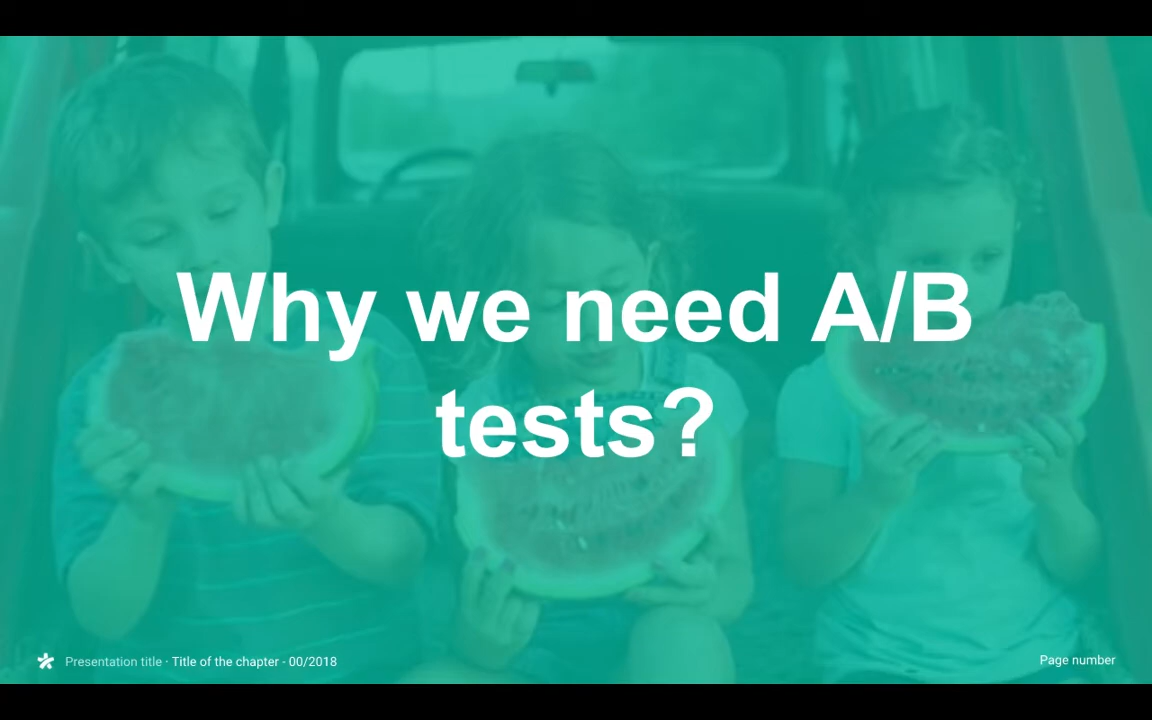 Why we need A/B
tests?
Presentation title · Title of the chapter - 00/2018
Page number